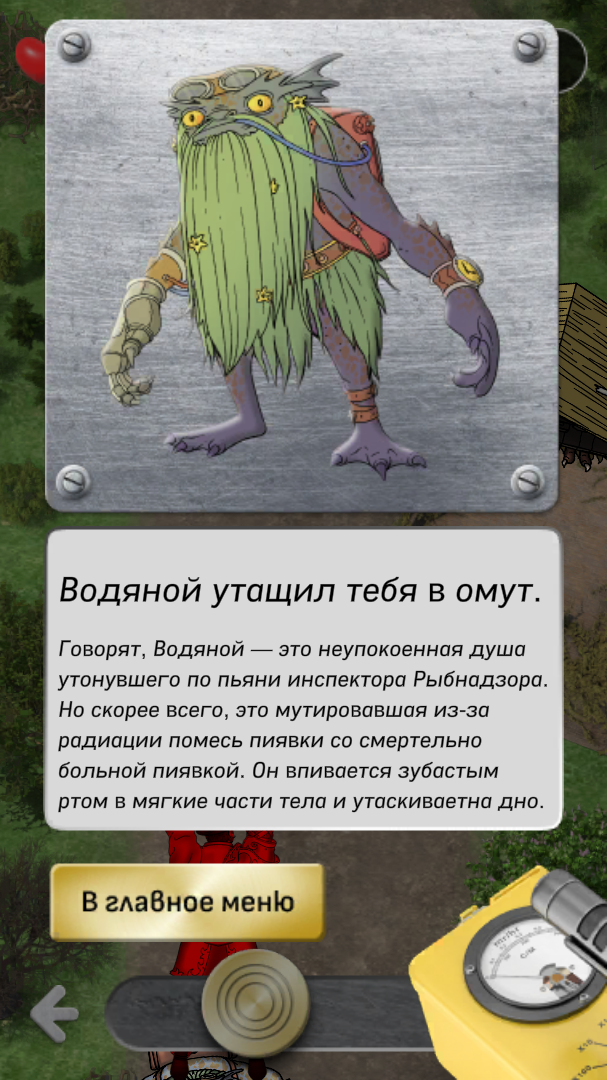 Водяной утащил тебя в омут.
Говорят, Водяной — это неупокоенная душа
утонувшего по пьяни инспектора Рыбнадзора.
Но скорее всего, это мутировавшая из-за
радиации помесь пиявки со смертельно
больной пиявкой. Он впивается зубастым
ртом в мягкие части тела и утаскиваетна дно.
В главное меню
C/M
X10
X100